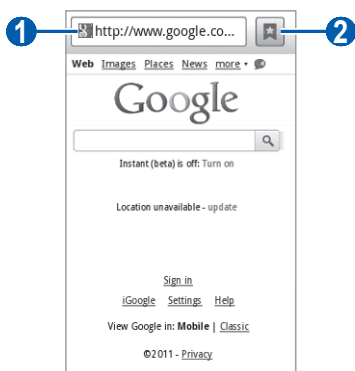 1
http://www.google.co...
2
Web Images Places News more
Google
Instant (beta) is off: Turn on
Location unavailable - update
Sign in
iGoogle Settings Help
View Google in: Mobile | Classic
©2011 - Privacy